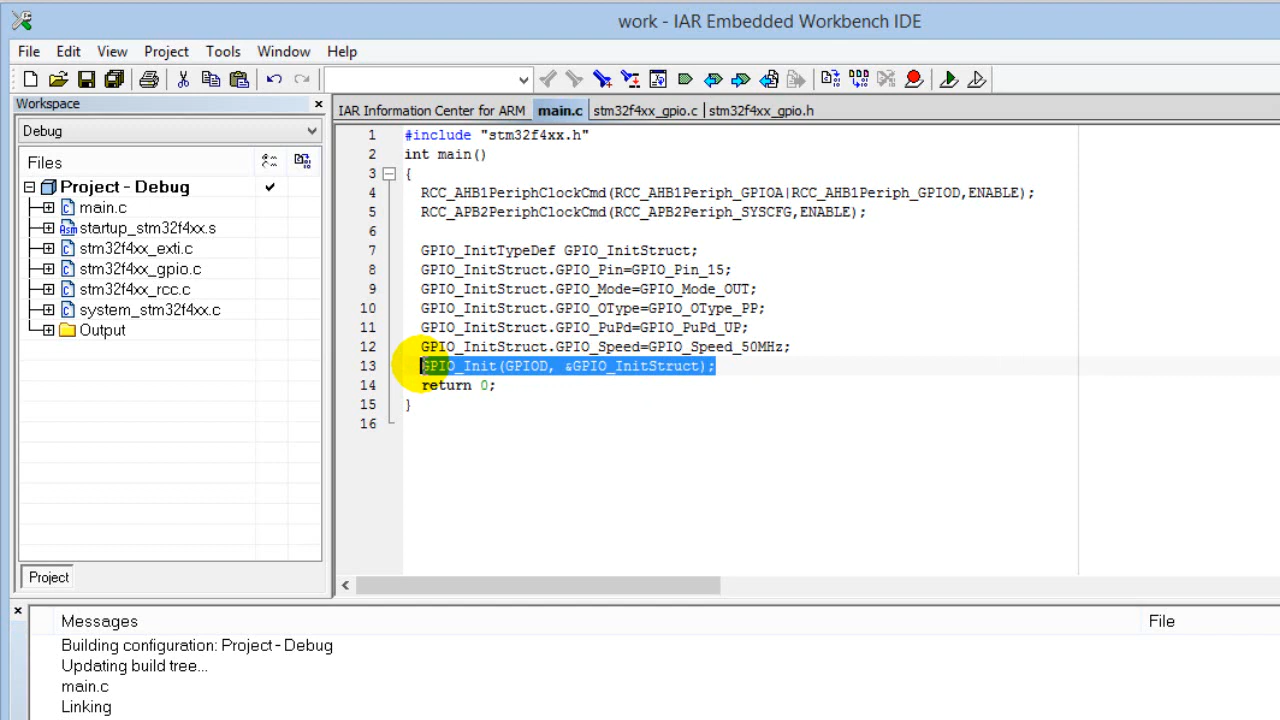 work - IAR Embedded Workbench IDE
File Edit View Project Tools Window Help
Workspace
IAR Information Center for ARM main.c stm32f4xx_gpio.c stm32f4xx_gpio.h
Debug
Files
Project - Debug
main.c
startup_stm32f4xx.s
stm32f4xx_exti.c
stm32f4xx_gpio.c
stm32f4xx_rcc.c
system_stm32f4xx.c
Output
Project
1 #include "stm32f4xx.h"
2 int main()
3 {
4 RCC_AHB1PeriphClockCmd(RCC_AHB1Periph_GPIOA|RCC_AHB1Periph_GPIOD,ENABLE);
5 RCC_APB2PeriphClockCmd(RCC_APB2Periph_SYSCFG,ENABLE);
6
7 GPIO_InitTypeDef GPIO_InitStruct;
8 GPIO_InitStruct.GPIO_Pin=GPIO_Pin_15;
9 GPIO_InitStruct.GPIO_Mode=GPIO_Mode_OUT;
10 GPIO_InitStruct.GPIO_OType=GPIO_OType_PP;
11 GPIO_InitStruct.GPIO_PuPd=GPIO_PuPd_UP;
12 GPIO_InitStruct.GPIO_Speed=GPIO_Speed_50MHz;
13 GPIO_Init(GPIOD, &GPIO_InitStruct);
14 return 0;
15 }
16
Messages File
Building configuration: Project - Debug
Updating build tree...
main.c
Linking